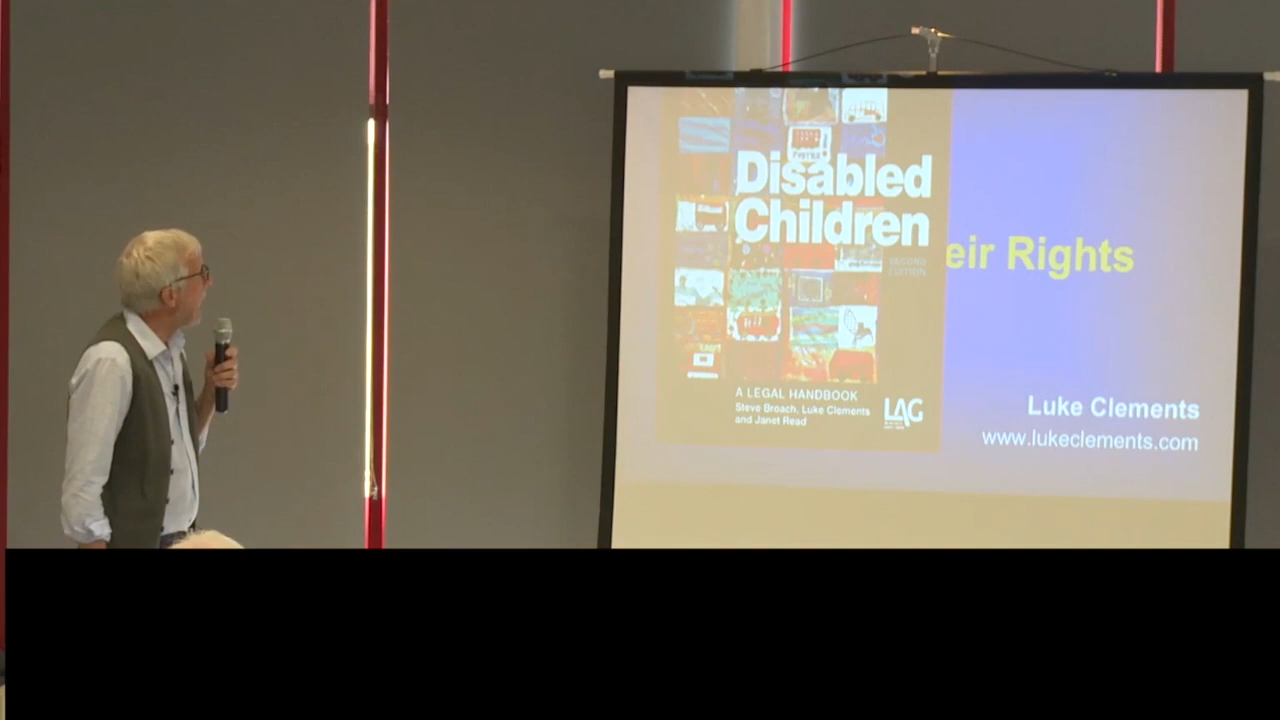 Disabled
Children
SECOND
EDITION
eir Rights
A LEGAL HANDBOOK
Steve Broach, Luke Clements
and Janet Read
LAG
Luke Clements
www.lukeclements.com